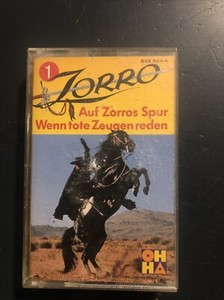 1
ZORRO
Auf Zorros Spur
Wenn tote Zeugen reden
OH
HA